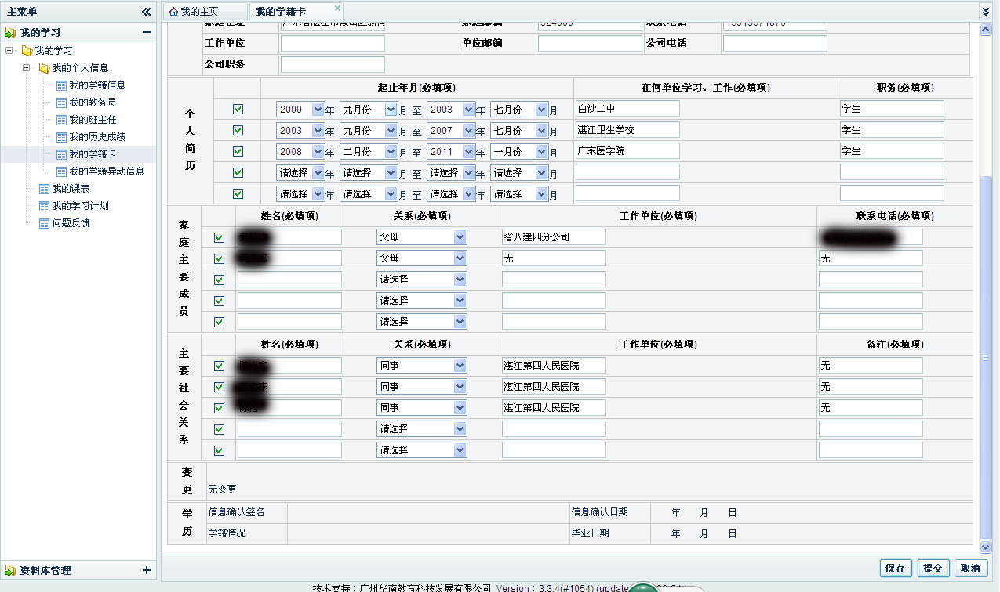 主菜单
我的主页
我的学籍卡
我的学习
我的学习
我的个人信息
我的学籍信息
我的教务员
我的班主任
我的历史成绩
我的学籍卡
我的学籍异动信息
我的课表
我的学习计划
问题反馈
资料库管理
家庭住址 家庭邮编 524000 联系电话
工作单位 单位邮编 公司电话
公司职务
个人简历
起止年月(必填项) 在何单位学习、工作(必填项) 职务(必填项)
2000 年 九月份 月 至 2003 年 七月份 月 白沙二中 学生
2003 年 九月份 月 至 2007 年 七月份 月 湛江卫生学校 学生
2008 年 二月份 月 至 2011 年 一月份 月 广东医学院 学生
请选择 年 请选择 月 至 请选择 年 请选择 月
请选择 年 请选择 月 至 请选择 年 请选择 月
家庭主要成员
姓名(必填项) 关系(必填项) 工作单位(必填项) 联系电话(必填项)
父母 省八建四分公司
父母 无 无
请选择
请选择
请选择
主要社会关系
姓名(必填项) 关系(必填项) 工作单位(必填项) 备注(必填项)
同事 湛江第四人民医院 无
同事 湛江第四人民医院 无
同事 湛江第四人民医院 无
请选择
请选择
变更
无变更
学历
信息确认签名 信息确认日期 年 月 日
学籍情况 毕业日期 年 月 日
保存 提交 取消
技术支持：广州华南教育科技发展有限公司 Version：3.3.4(#1054) (update